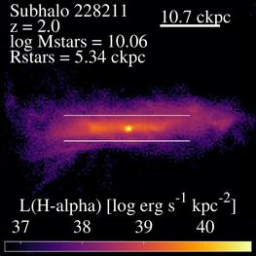 Subhalo 228211
z = 2.0
log Mstars = 10.06
Rstars = 5.34 ckpc
10.7 ckpc
L(H-alpha) [log erg s⁻¹ kpc⁻²]
37 38 39 40